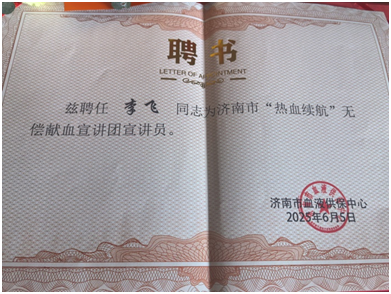 聘书
LETTER OF APPOINTMENT
兹聘任 李飞 同志为济南市“热血续航”无
偿献血宣讲团宣讲员。
济南市血液供保中心
2025年6月5日